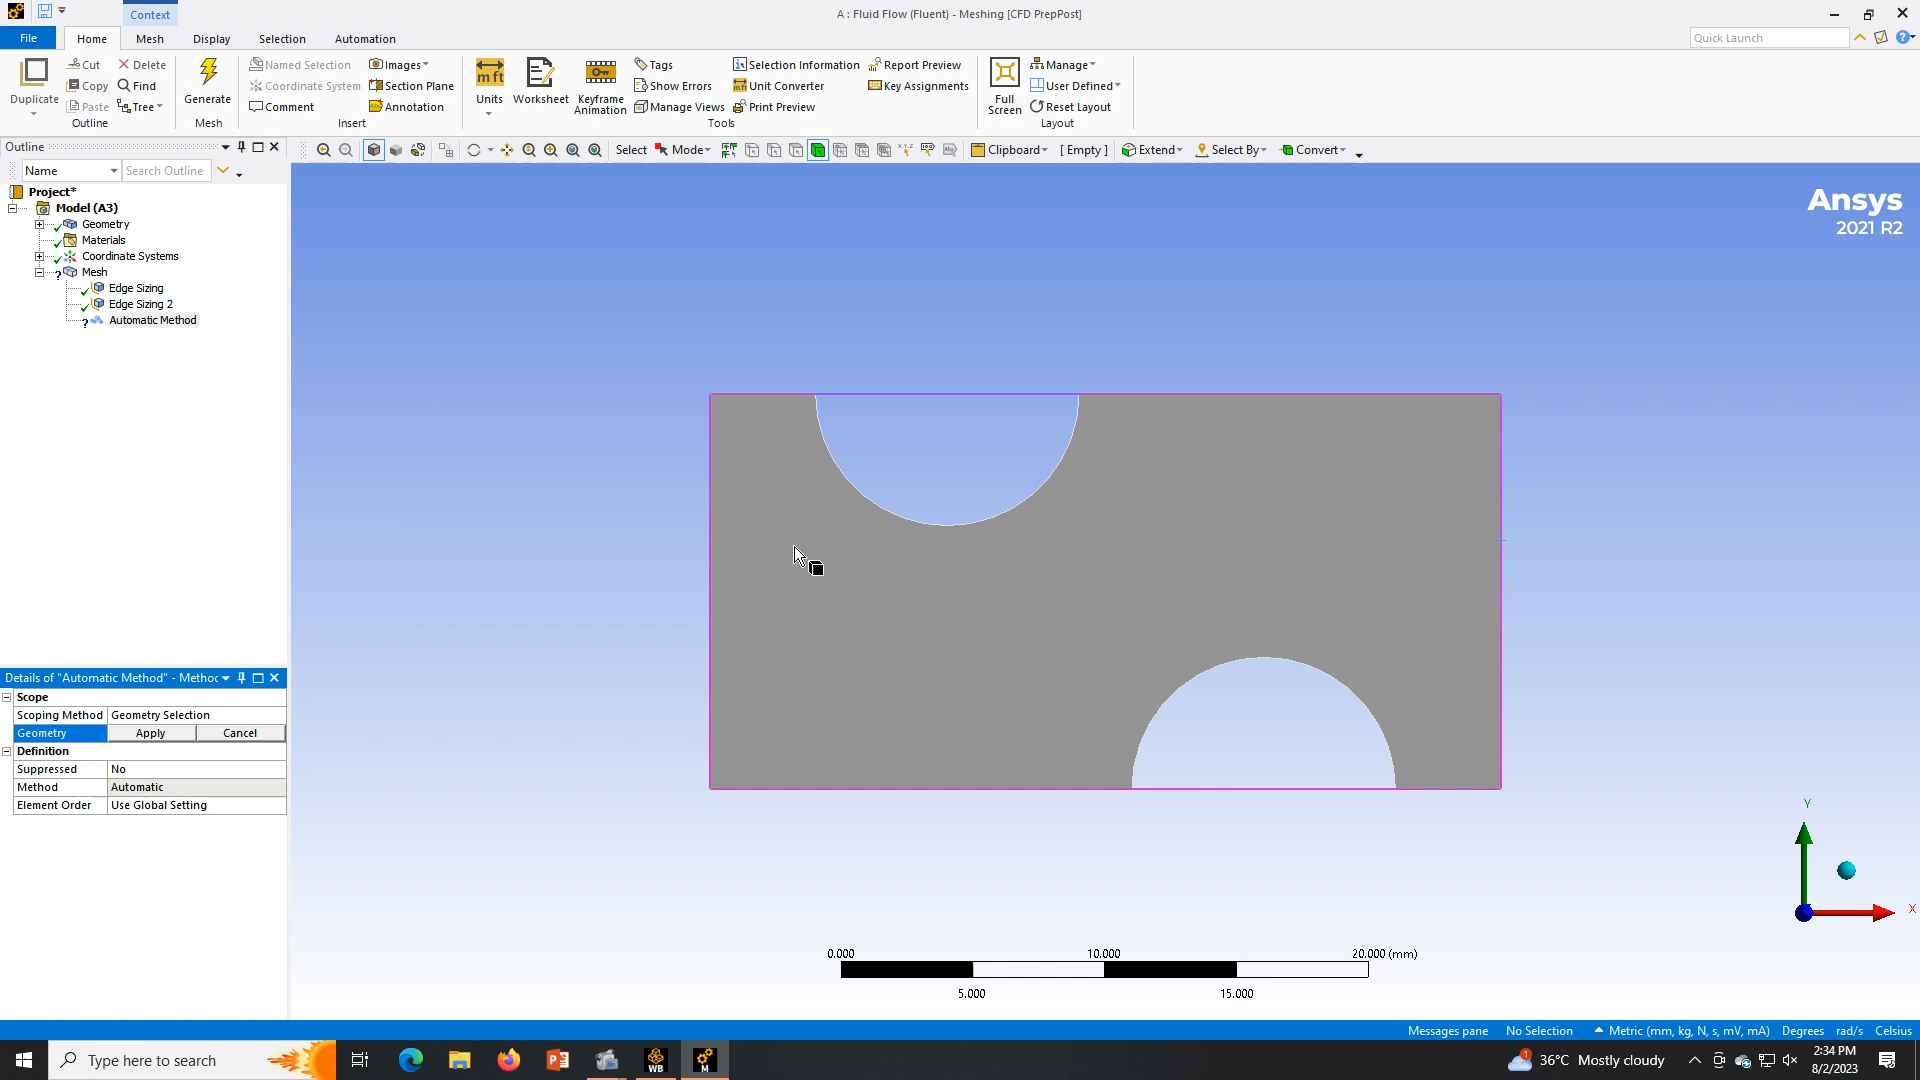 Context
A : Fluid Flow (Fluent) - Meshing [CFD PrepPost]
File Home Mesh Display Selection Automation
Quick Launch
Duplicate
Cut
Copy
Paste
Delete
Find
Tree
Outline
Generate
Mesh
Named Selection
Coordinate System
Comment
Images
Section Plane
Annotation
Insert
Units
Worksheet
Keyframe
Animation
Tags
Show Errors
Manage Views
Selection Information
Unit Converter
Print Preview
Report Preview
Key Assignments
Tools
Full
Screen
Manage
User Defined
Reset Layout
Layout
Outline
Select Mode Clipboard [ Empty ] Extend Select By Convert
Name Search Outline
Project*
Model (A3)
Geometry
Materials
Coordinate Systems
Mesh
Edge Sizing
Edge Sizing 2
Automatic Method
Ansys
2021 R2
Details of "Automatic Method" - Methoc
Scope
Scoping Method Geometry Selection
Geometry Apply Cancel
Definition
Suppressed No
Method Automatic
Element Order Use Global Setting
Y
X
0.000 10.000 20.000 (mm)
5.000 15.000
Messages pane No Selection Metric (mm, kg, N, s, mV, mA) Degrees rad/s Celsius
Type here to search
WB
M
1
36°C Mostly cloudy
2:34 PM
8/2/2023